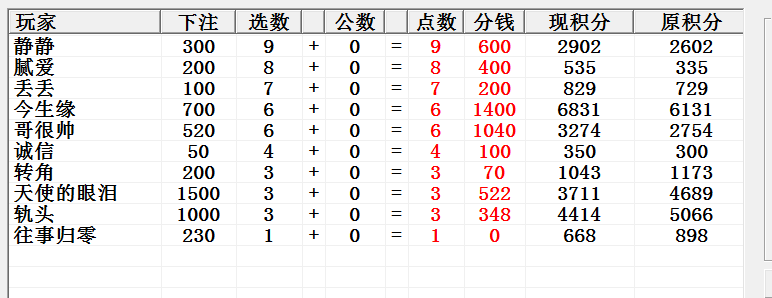 玩家 下注 选数 公数 点数 分钱 现积分 原积分
静静 300 9 + 0 = 9 600 2902 2602
腻爱 200 8 + 0 = 8 400 535 335
丢丢 100 7 + 0 = 7 200 829 729
今生缘 700 6 + 0 = 6 1400 6831 6131
哥很帅 520 6 + 0 = 6 1040 3274 2754
诚信 50 4 + 0 = 4 100 350 300
转角 200 3 + 0 = 3 70 1043 1173
天使的眼泪 1500 3 + 0 = 3 522 3711 4689
轨头 1000 3 + 0 = 3 348 4414 5066
往事归零 230 1 + 0 = 1 0 668 898